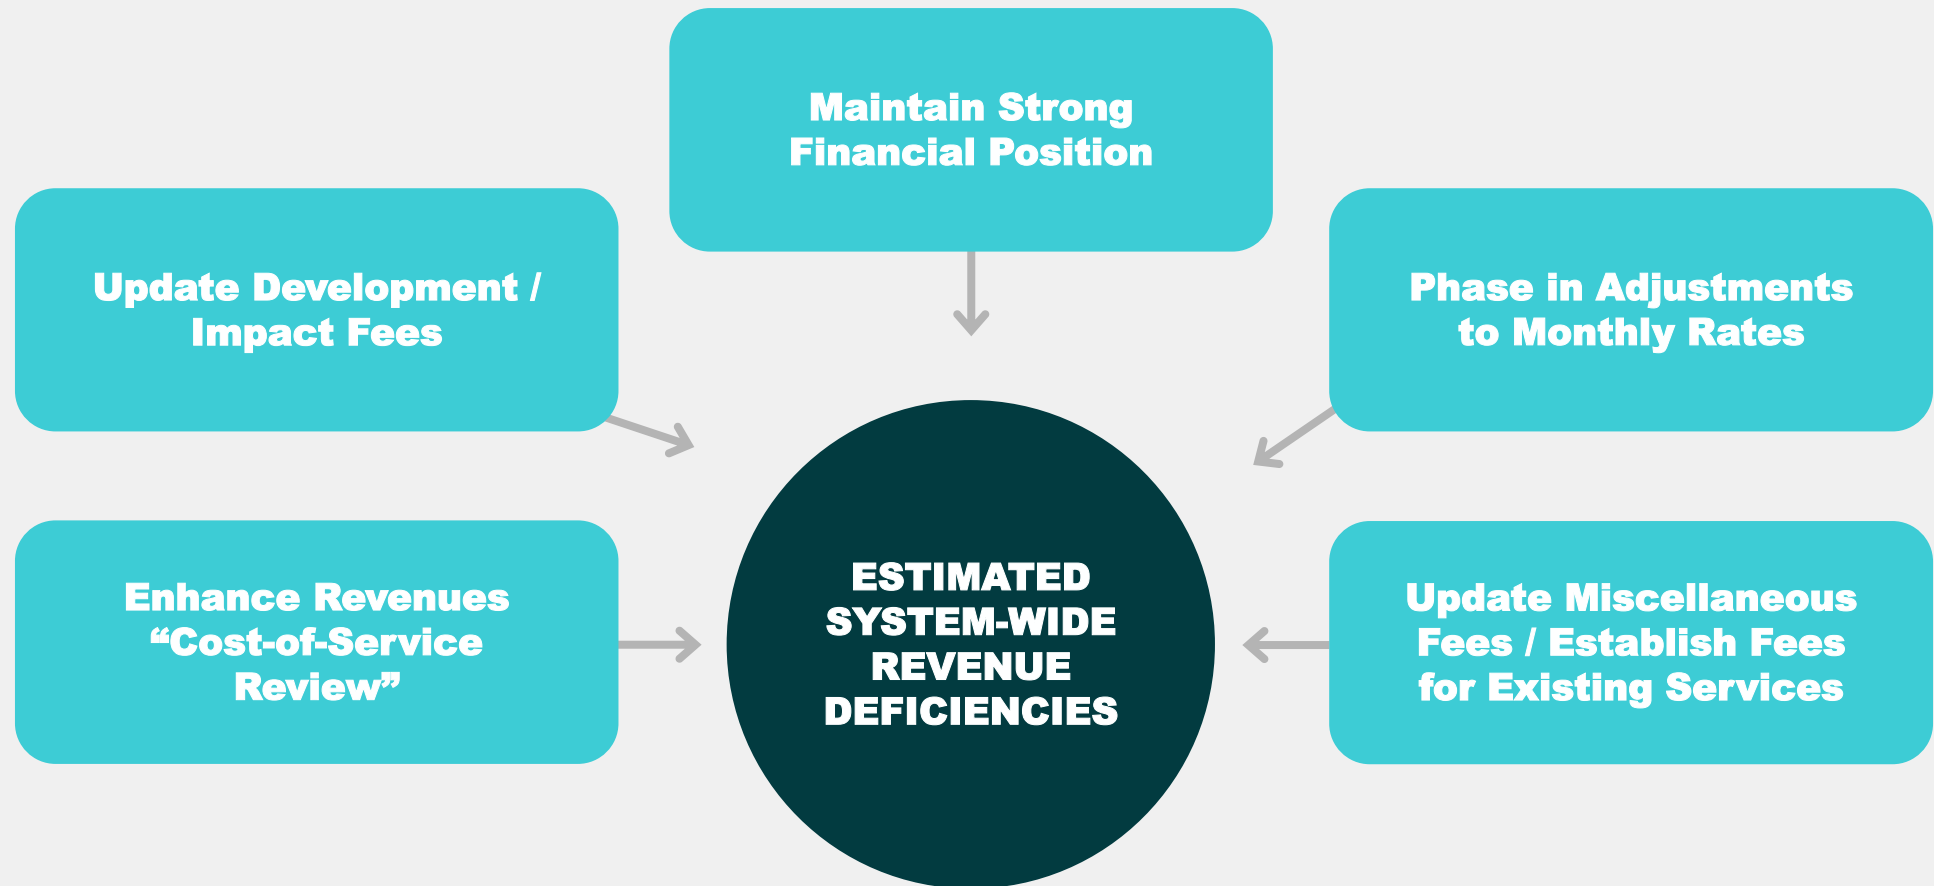 Maintain Strong
Financial Position
Update Development /
Impact Fees
Phase in Adjustments
to Monthly Rates
Enhance Revenues
“Cost-of-Service
Review”
ESTIMATED
SYSTEM-WIDE
REVENUE
DEFICIENCIES
Update Miscellaneous
Fees / Establish Fees
for Existing Services